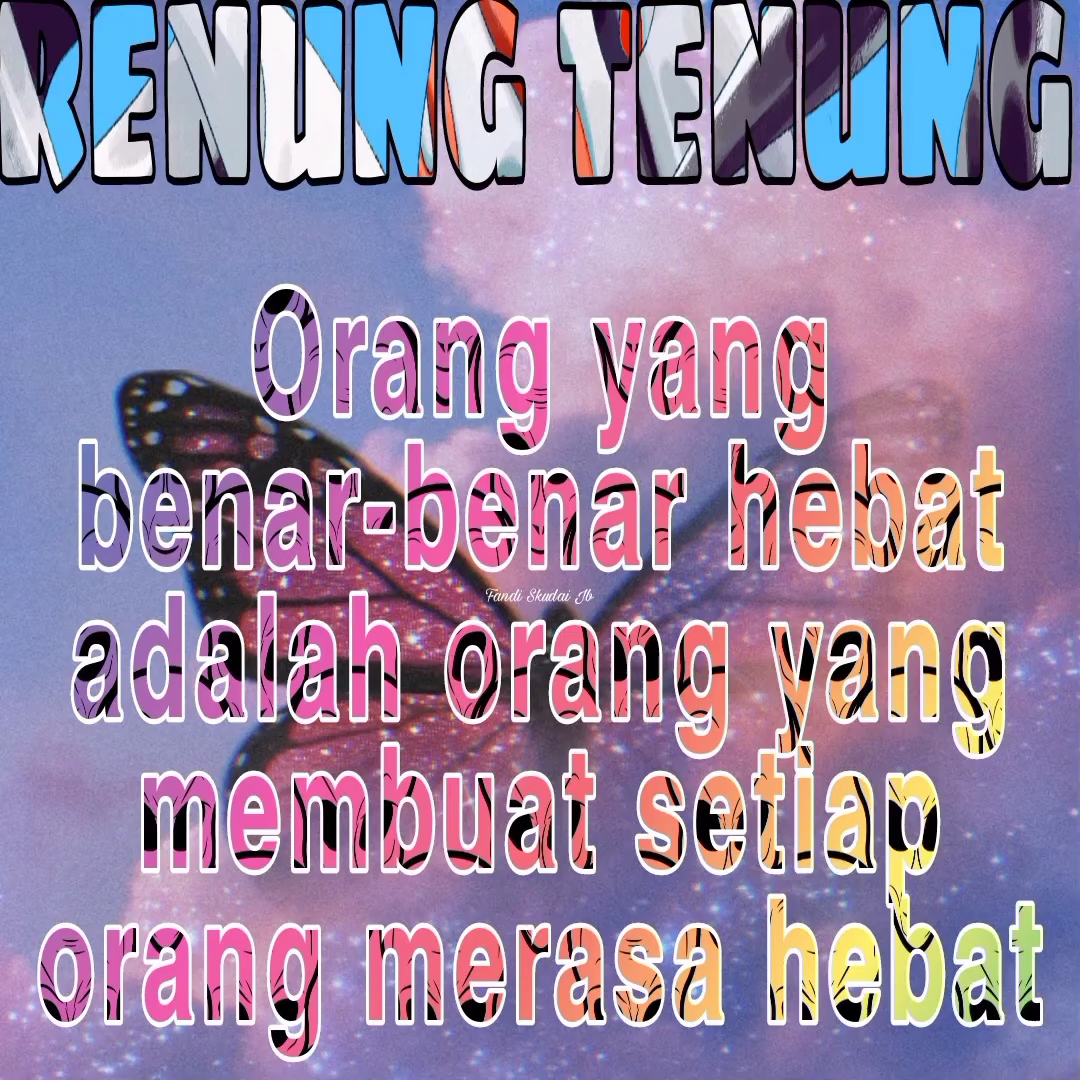 RENUNG TENUNG
Orang yang
benar-benar hebat
Fandi Skudai Jb
adalah orang yang
membuat setiap
orang merasa hebat